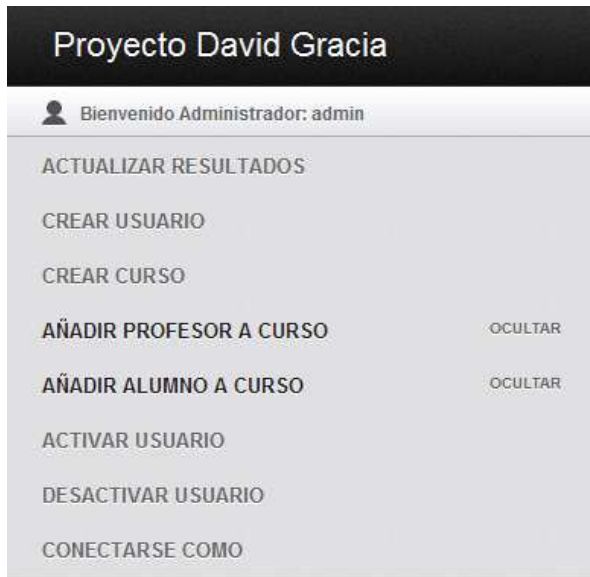 Proyecto David Gracia
Bienvenido Administrador: admin
ACTUALIZAR RESULTADOS
CREAR USUARIO
CREAR CURSO
AÑADIR PROFESOR A CURSO OCULTAR
AÑADIR ALUMNO A CURSO OCULTAR
ACTIVAR USUARIO
DESACTIVAR USUARIO
CONECTARSE COMO